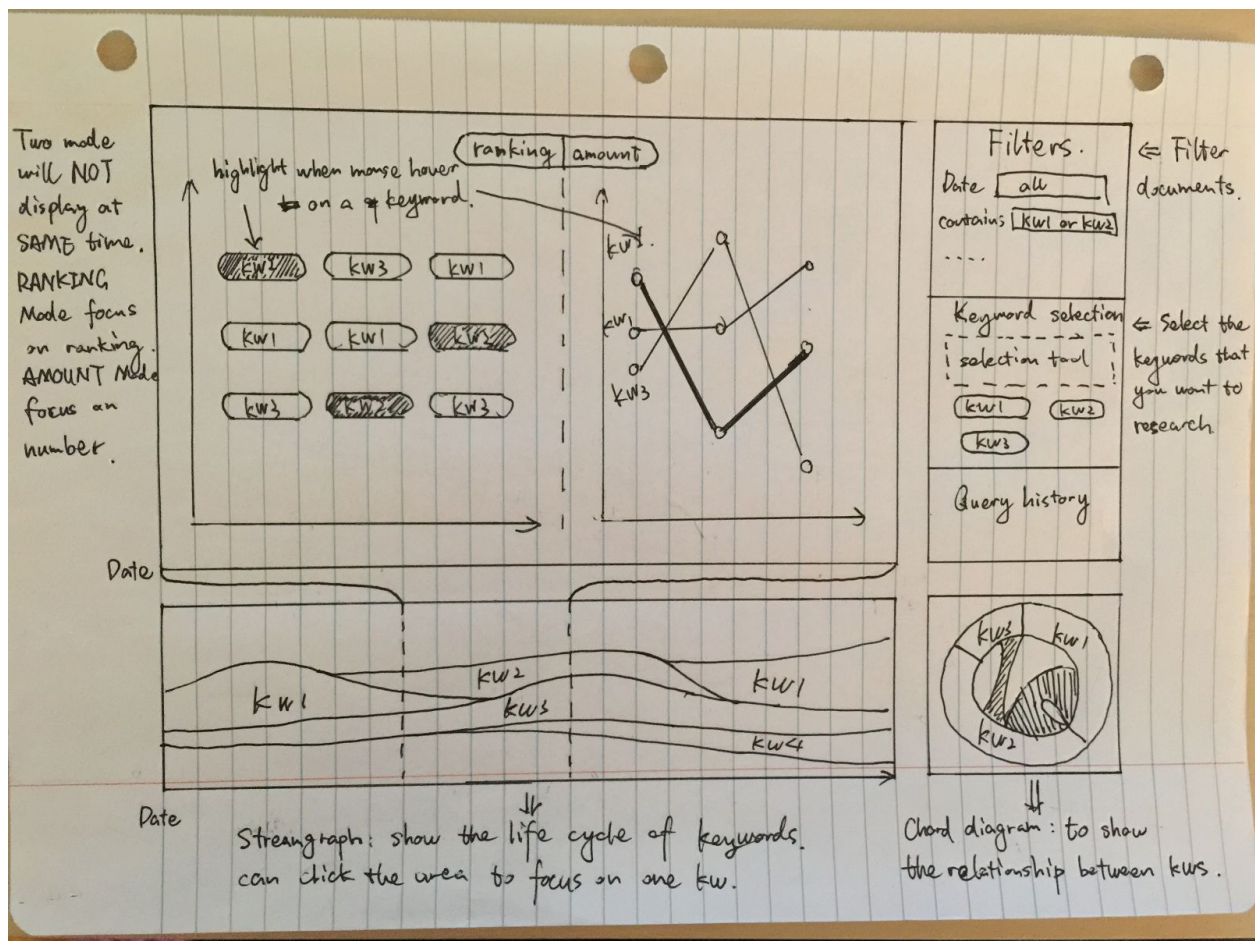 Two mode
will NOT
display at
SAME time.
RANKING
Mode focus
on ranking.
AMOUNT Mode
focus on
number.
ranking | amount
highlight when mouse hover
on a keyword.
kw2 kw3 kw1
kw1 kw1 kw2
kw3 kw2 kw3
kw2
kw1
kw3
Date
Filters.
Date all
contains kw1 or kw2
....
⇐ Filter
documents.
Keyword selection
selection tool
kw1 kw2
kw3
⇐ Select the
keywords that
you want to
research
Query history
kw1
kw2
kw3
kw1
kw4
Date
kw3 kw1
kw2
Streamgraph: show the life cycle of keywords.
can click the area to focus on one kw.
Chord diagram: to show
the relationship between kws.